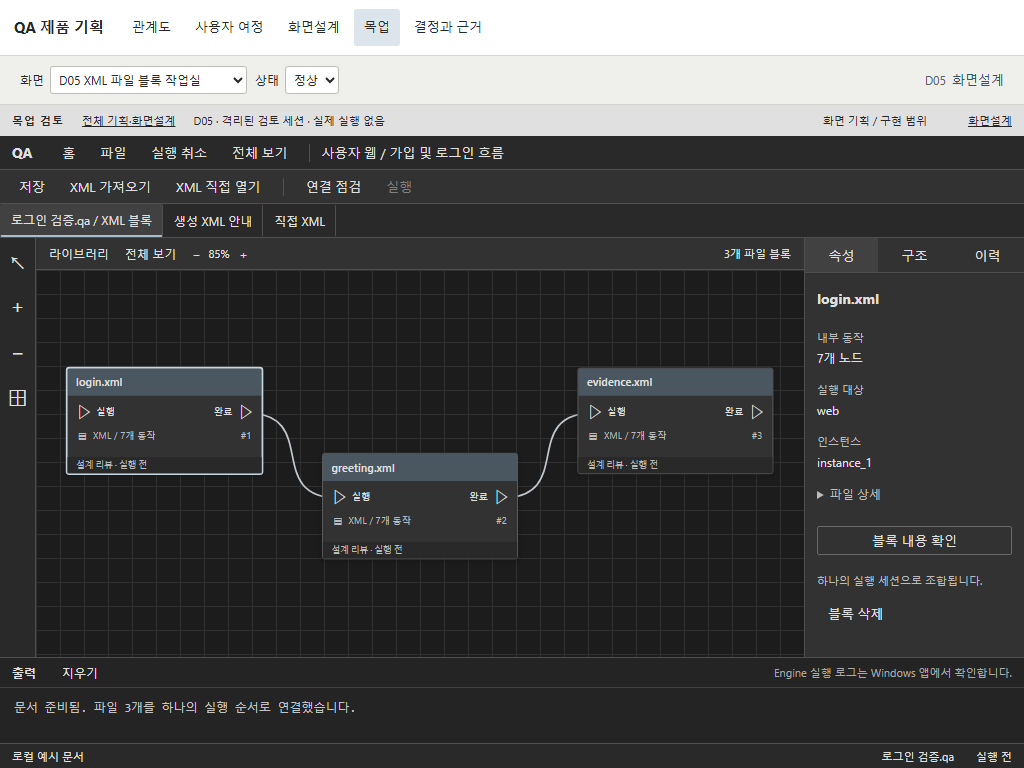 QA 제품 기획 관계도 사용자 여정 화면설계 목업 결정과 근거
화면 D05 XML 파일 블록 작업실 상태 정상 D05 화면설계
목업 검토 전체 기획·화면설계 D05 · 격리된 검토 세션 · 실제 실행 없음 화면 기획 / 구현 범위 화면설계
QA 홈 파일 실행 취소 전체 보기 사용자 웹 / 가입 및 로그인 흐름
저장 XML 가져오기 XML 직접 열기 연결 점검 실행
로그인 검증.qa / XML 블록 생성 XML 안내 직접 XML
라이브러리 전체 보기 − 85% + 3개 파일 블록
속성 구조 이력
login.xml
실행 완료
XML / 7개 동작 #1
설계 리뷰 · 실행 전
greeting.xml
실행 완료
XML / 7개 동작 #2
설계 리뷰 · 실행 전
evidence.xml
실행 완료
XML / 7개 동작 #3
설계 리뷰 · 실행 전
login.xml
내부 동작
7개 노드
실행 대상
web
인스턴스
instance_1
▶ 파일 상세
블록 내용 확인
하나의 실행 세션으로 조합됩니다.
블록 삭제
출력 지우기 Engine 실행 로그는 Windows 앱에서 확인합니다.
문서 준비됨. 파일 3개를 하나의 실행 순서로 연결했습니다.
로컬 예시 문서 로그인 검증.qa 실행 전